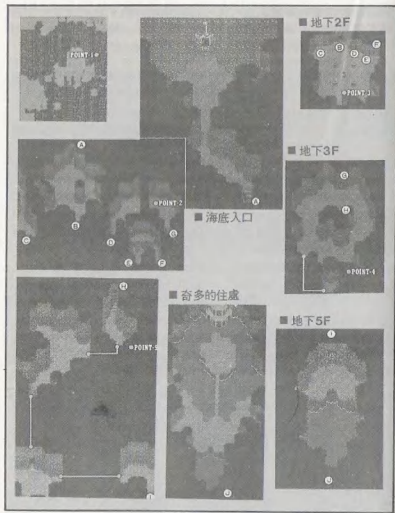 POINT-1
■ 地下2F
C
B
D
F
E
POINT-3
A
■ 海底入口
A
POINT-2
C
B
D
E
F
G
■ 地下3F
G
H
POINT-4
H
POINT-5
I
■ 奇多的住處
J
■ 地下5F
I
J